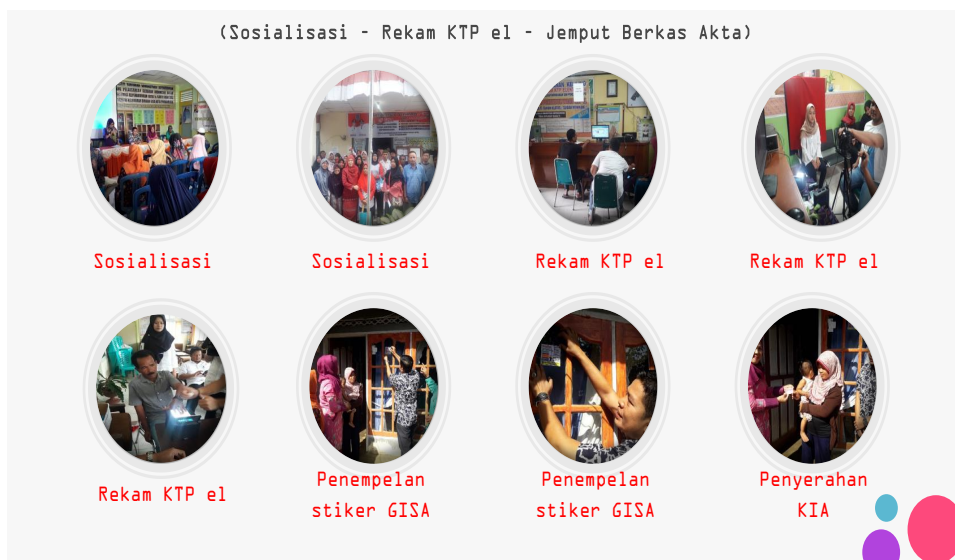 (Sosialisasi - Rekam KTP el - Jemput Berkas Akta)
Sosialisasi
Sosialisasi
Rekam KTP el
Rekam KTP el
Rekam KTP el
Penempelan
stiker GISA
Penempelan
stiker GISA
Penyerahan
KIA